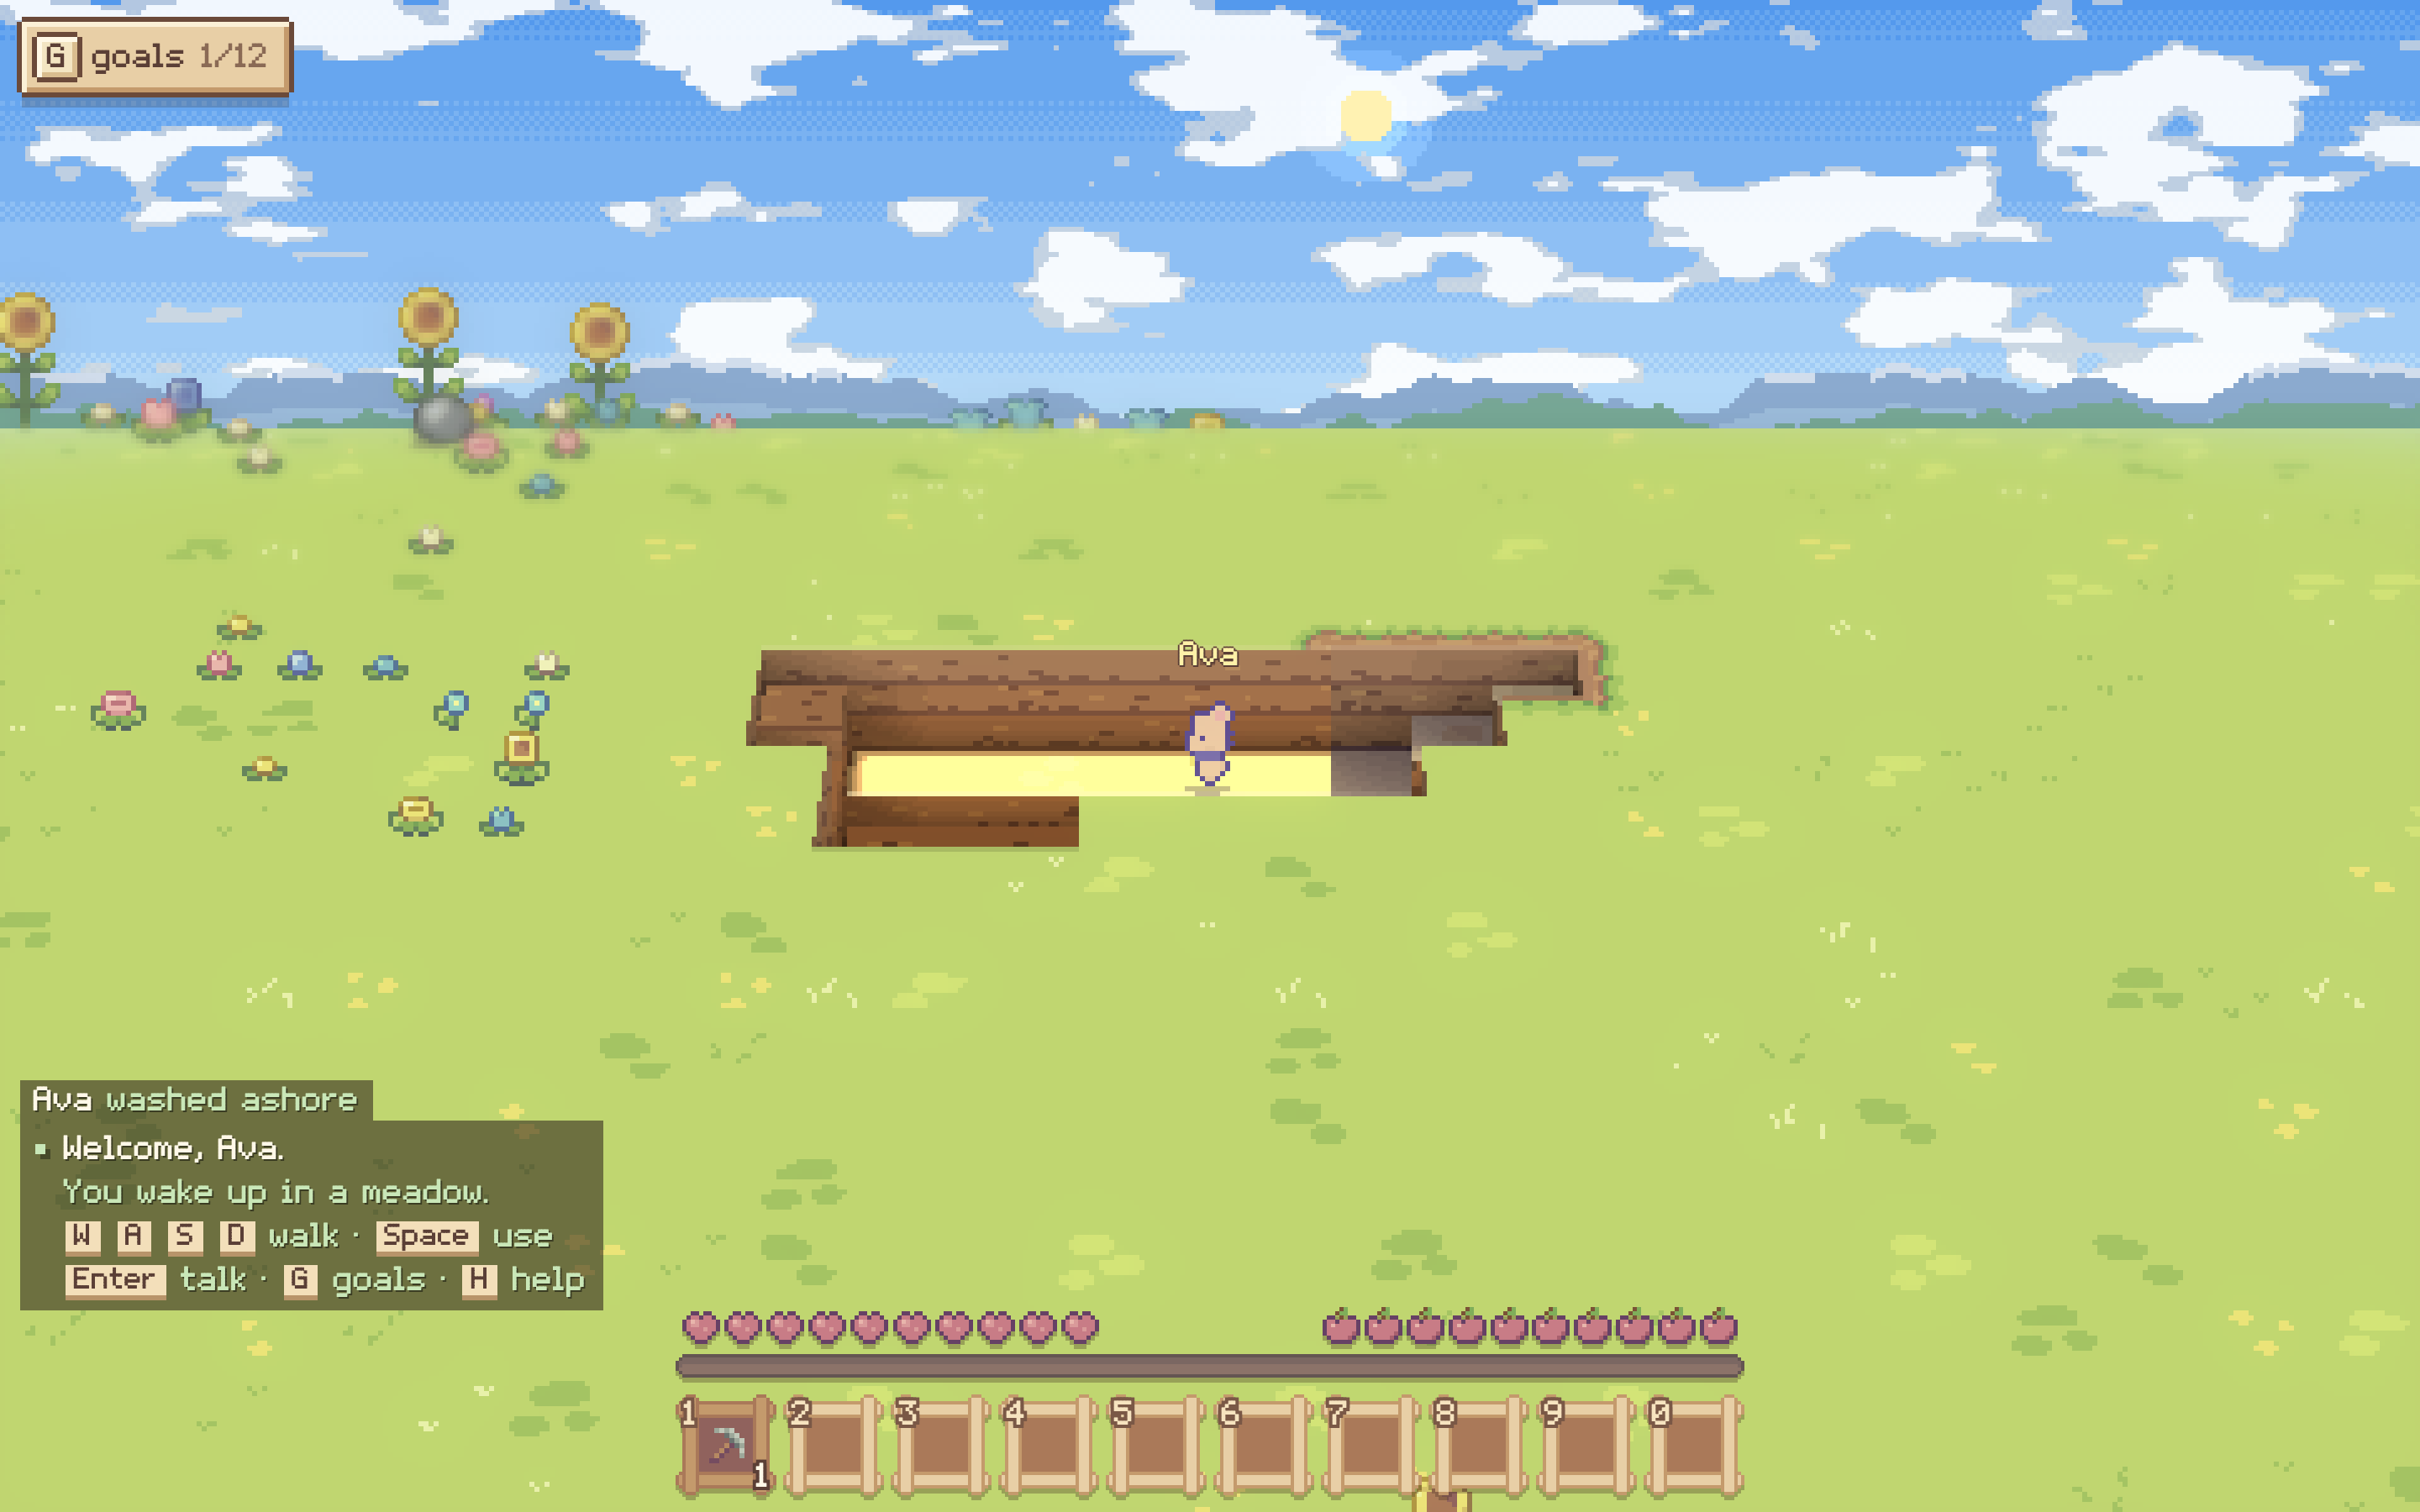 G goals 1/12
Ava
Ava washed ashore
Welcome, Ava.
You wake up in a meadow.
W A S D walk · Space use
Enter talk · G goals · H help
1 2 3 4 5 6 7 8 9 0
1